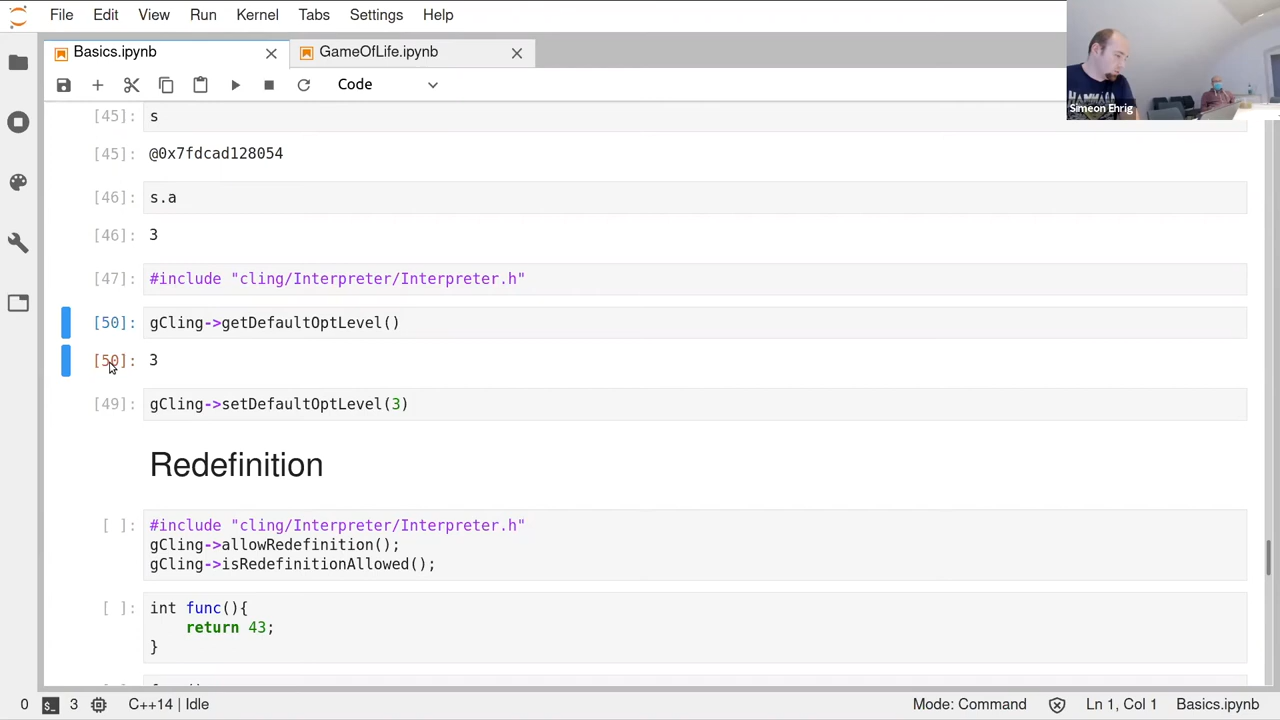 File Edit View Run Kernel Tabs Settings Help
Basics.ipynb
GameOfLife.ipynb
Code
[45]: s
[45]: @0x7fdcad128054
[46]: s.a
[46]: 3
[47]: #include "cling/Interpreter/Interpreter.h"
[50]: gCling->getDefaultOptLevel()
[50]: 3
[49]: gCling->setDefaultOptLevel(3)
Redefinition
[ ]: #include "cling/Interpreter/Interpreter.h"
gCling->allowRedefinition();
gCling->isRedefinitionAllowed();
[ ]: int func(){
return 43;
}
0 $_ 3 C++14 | Idle Mode: Command Ln 1, Col 1 Basics.ipynb
Simeon Ehrig